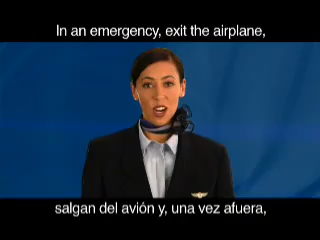 In an emergency, exit the airplane,
salgan del avión y, una vez afuera,